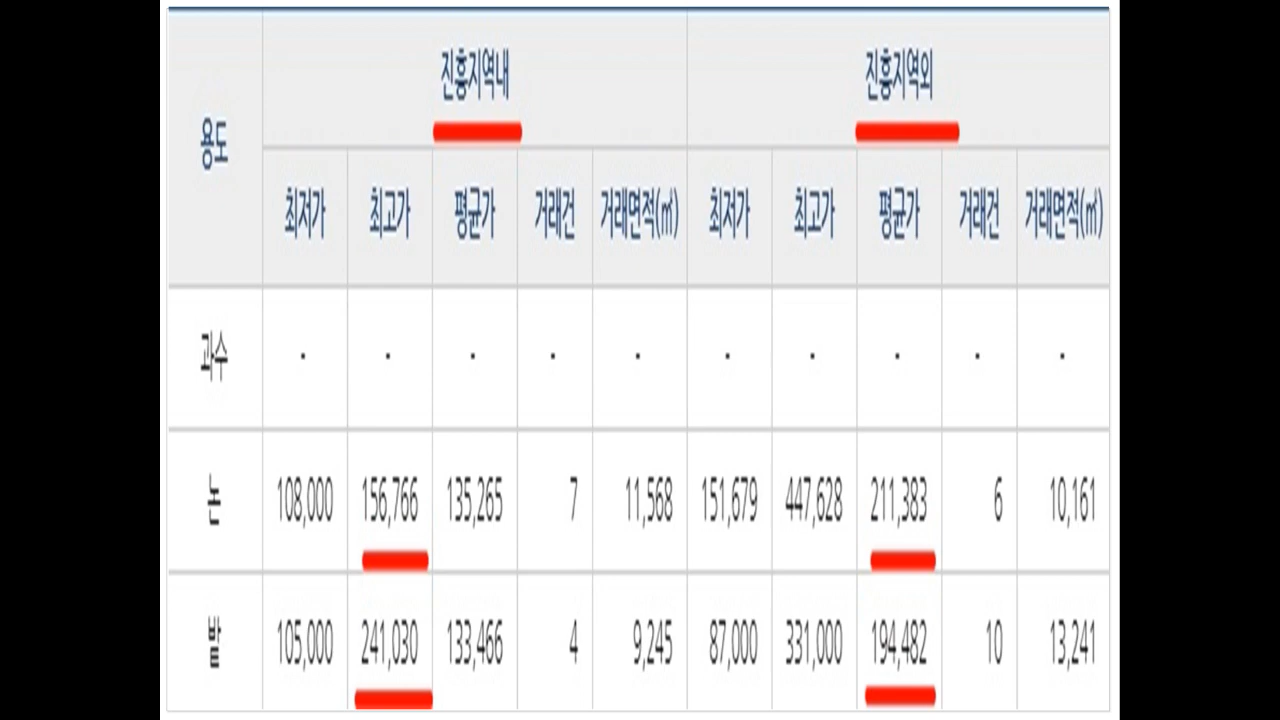 용도 진흥지역내 진흥지역외
최저가 최고가 평균가 거래건 거래면적(㎡) 최저가 최고가 평균가 거래건 거래면적(㎡)
과수 - - - - - - - - - -
논 108,000 156,766 135,265 7 11,568 151,679 447,628 211,383 6 10,161
밭 105,000 241,030 133,466 4 9,245 87,000 331,000 194,482 10 13,241